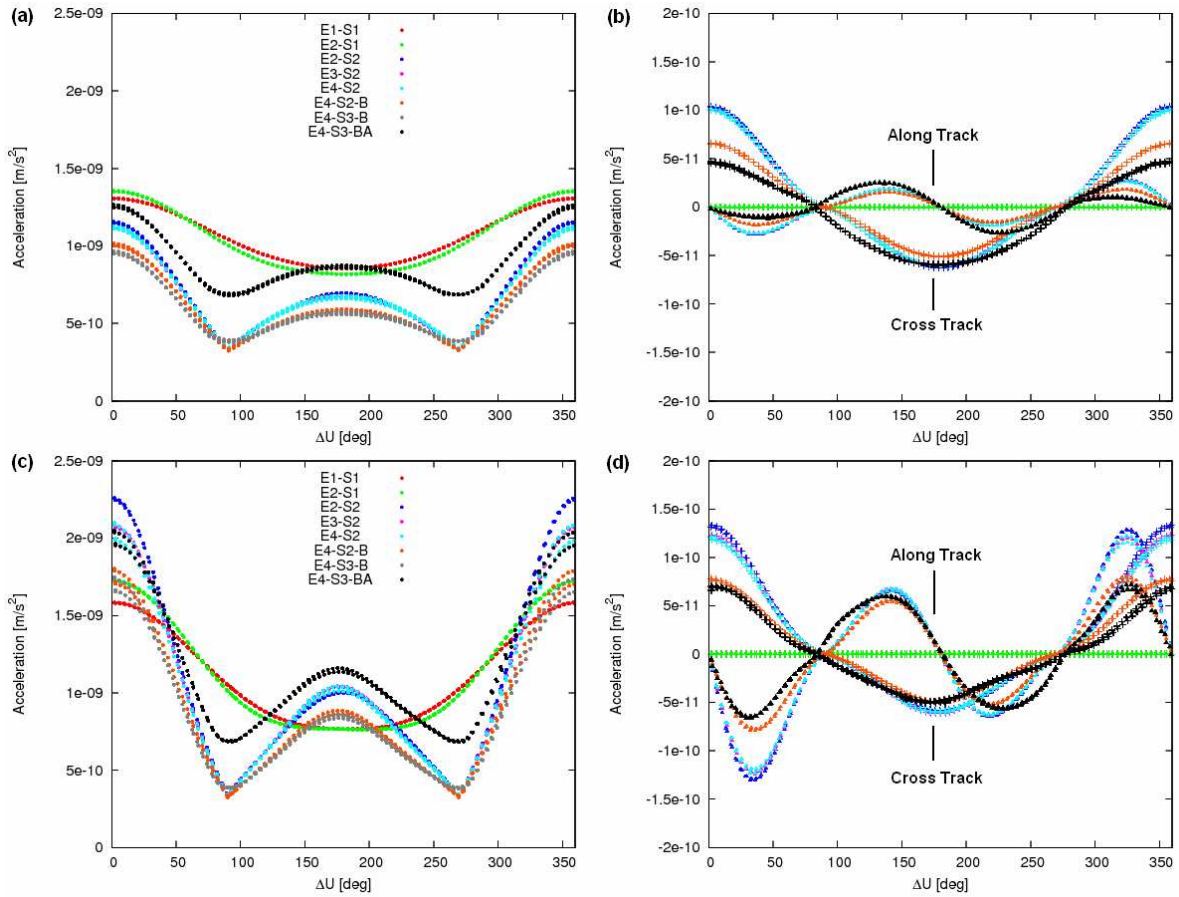 (a)
2.5e-09
2e-09
1.5e-09
1e-09
5e-10
0
Acceleration [m/s²]
E1-S1
E2-S1
E2-S2
E3-S2
E4-S2
E4-S2-B
E4-S3-B
E4-S3-BA
0 50 100 150 200 250 300 350
ΔU [deg]
(b)
2e-10
1.5e-10
1e-10
5e-11
0
-5e-11
-1e-10
-1.5e-10
-2e-10
Acceleration [m/s²]
Along Track
Cross Track
0 50 100 150 200 250 300 350
ΔU [deg]
(c)
2.5e-09
2e-09
1.5e-09
1e-09
5e-10
0
Acceleration [m/s²]
E1-S1
E2-S1
E2-S2
E3-S2
E4-S2
E4-S2-B
E4-S3-B
E4-S3-BA
0 50 100 150 200 250 300 350
ΔU [deg]
(d)
2e-10
1.5e-10
1e-10
5e-11
0
-5e-11
-1e-10
-1.5e-10
-2e-10
Acceleration [m/s²]
Along Track
Cross Track
0 50 100 150 200 250 300 350
ΔU [deg]